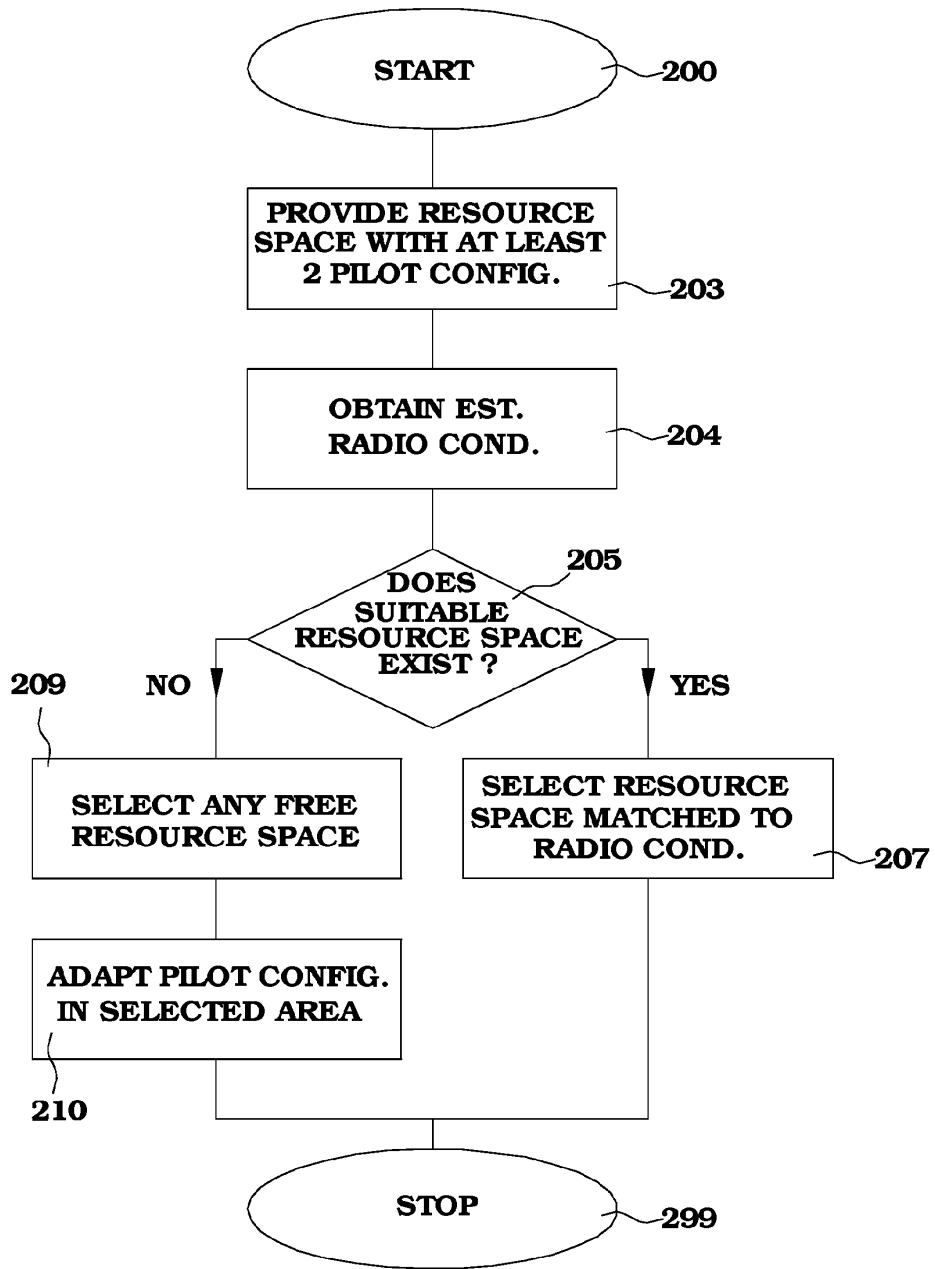 START
200
PROVIDE RESOURCE
SPACE WITH AT LEAST
2 PILOT CONFIG.
203
OBTAIN EST.
RADIO COND.
204
205
DOES
SUITABLE
RESOURCE SPACE
EXIST ?
209
NO
YES
SELECT ANY FREE
RESOURCE SPACE
SELECT RESOURCE
SPACE MATCHED TO
RADIO COND.
207
ADAPT PILOT CONFIG.
IN SELECTED AREA
210
STOP
299